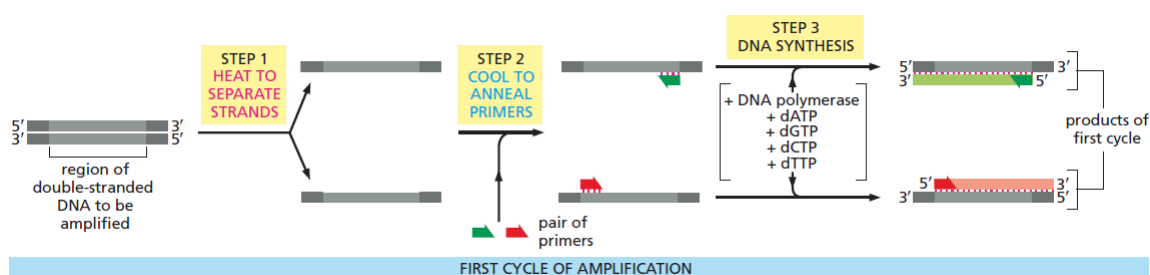 STEP 1
HEAT TO
SEPARATE
STRANDS
STEP 2
COOL TO
ANNEAL
PRIMERS
STEP 3
DNA SYNTHESIS
5′
3′
3′
5′
region of
double-stranded
DNA to be
amplified
pair of
primers
+ DNA polymerase
+ dATP
+ dGTP
+ dCTP
+ dTTP
5′
3′
3′
5′
5′
3′
3′
5′
products of
first cycle
FIRST CYCLE OF AMPLIFICATION